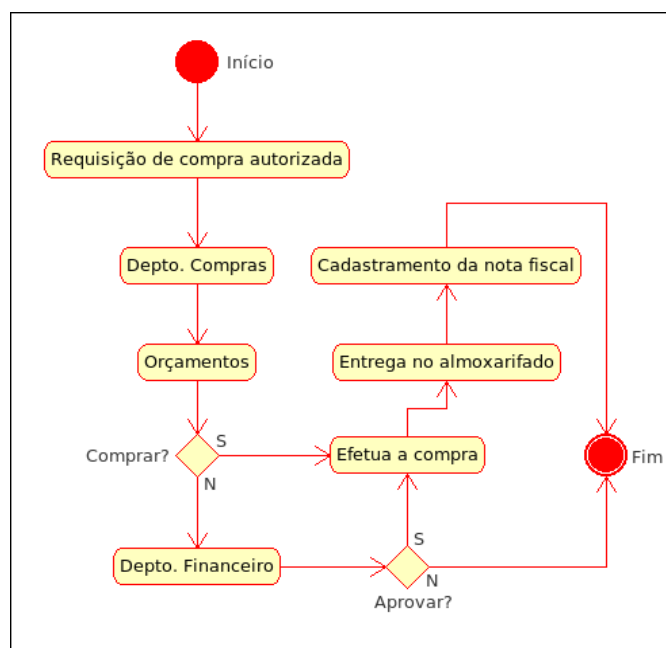 Início
Requisição de compra autorizada
Depto. Compras
Cadastramento da nota fiscal
Orçamentos
Entrega no almoxarifado
Comprar?
S
N
Efetua a compra
Fim
Depto. Financeiro
S
N
Aprovar?